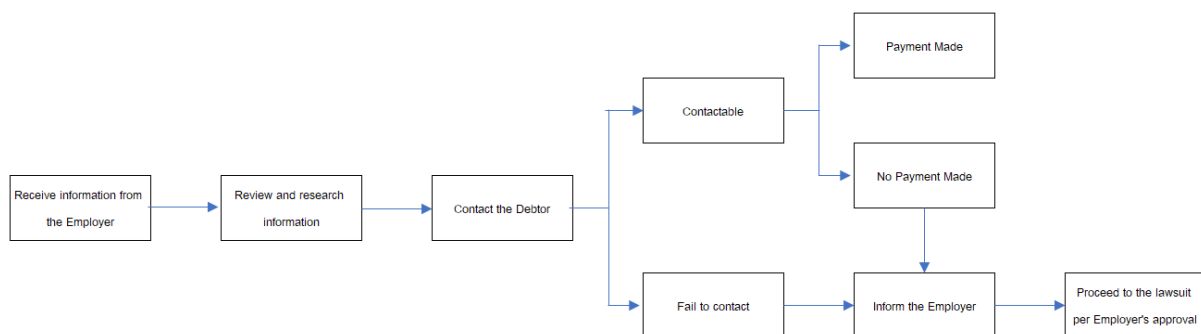 Payment Made
Contactable
No Payment Made
Receive information from
the Employer
Review and research
information
Contact the Debtor
Fail to contact
Inform the Employer
Proceed to the lawsuit
per Employer's approval